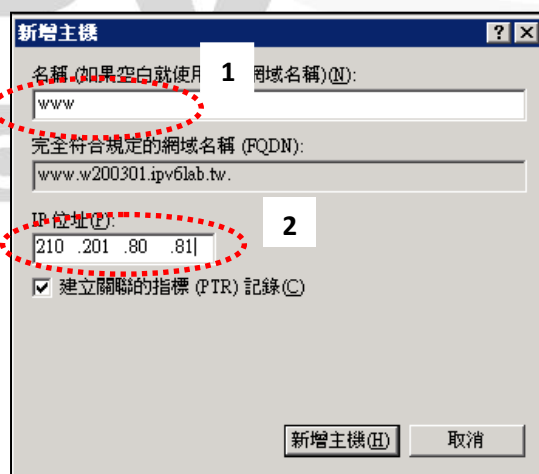 新增主機
? ×
名稱 (如果空白就使用 網域名稱)(N):
1
www
完全符合規定的網域名稱 (FQDN):
www.w200301.ipv6lab.tw.
IP 位址(P):
2
210 .201 .80 .81
建立關聯的指標 (PTR) 記錄(C)
新增主機(H) 取消